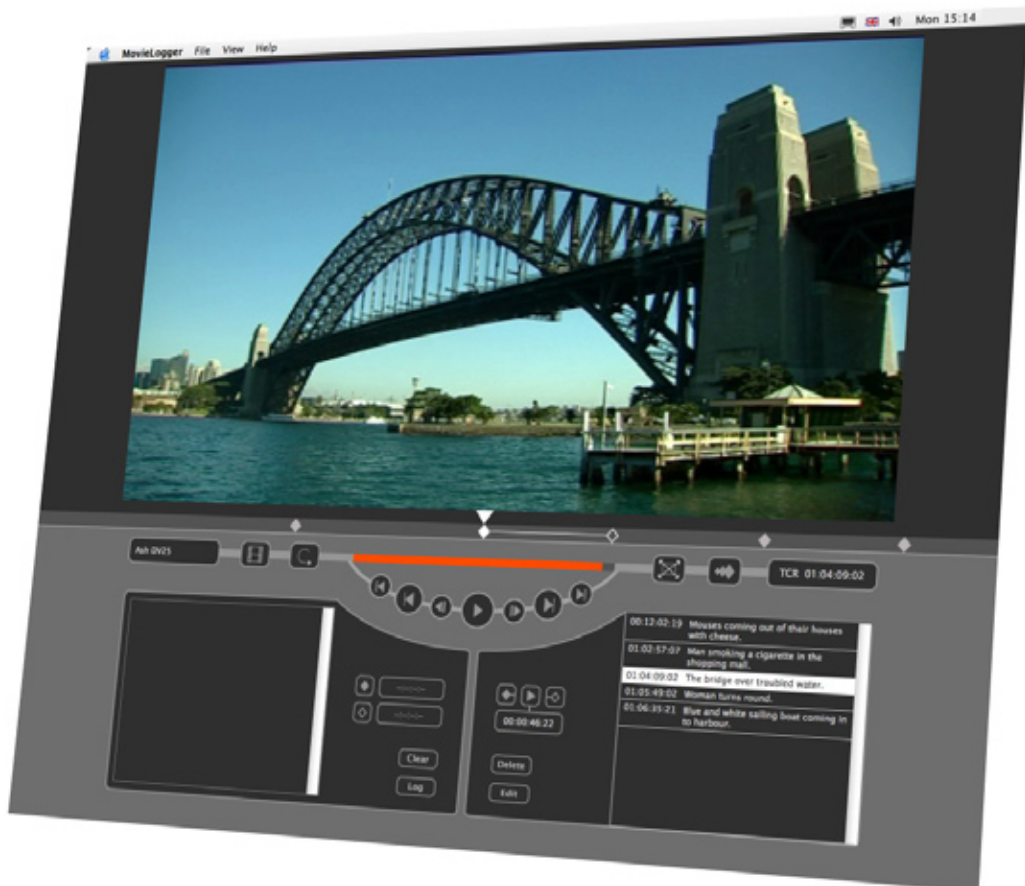 MovieLogger File View Help
Mon 15:14
Ash DV25
TCR 01:04:09:02
00:12:02:19 Mouses coming out of their houses
with cheese.
01:02:57:07 Man smoking a cigarette in the
shopping mall.
01:04:09:02 The bridge over troubled water.
01:05:49:02 Woman turns round.
01:06:35:21 Blue and white sailing boat coming in
to harbour.
--:--:--:--
--:--:--:--
00:00:46:22
Clear
Log
Delete
Edit